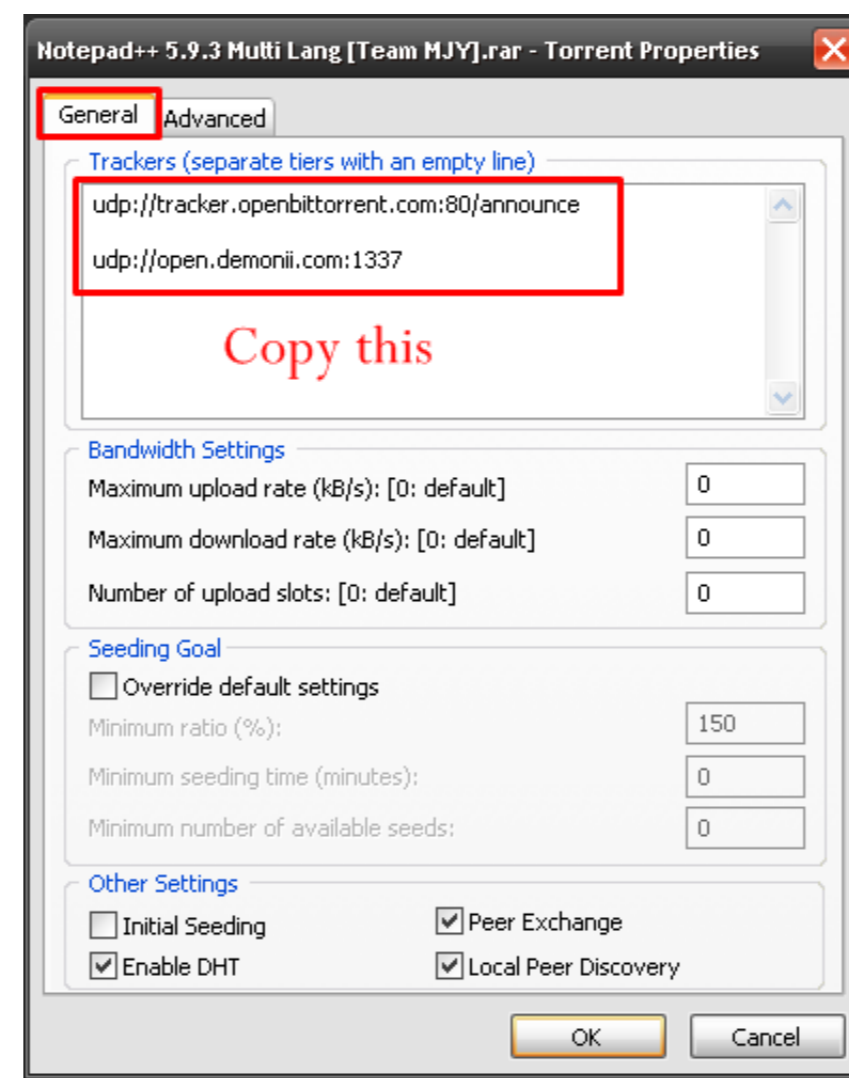 Notepad++ 5.9.3 Multi Lang [Team MJY].rar - Torrent Properties
General Advanced
Trackers (separate tiers with an empty line)
udp://tracker.openbittorrent.com:80/announce
udp://open.demonii.com:1337
Copy this
Bandwidth Settings
Maximum upload rate (kB/s): [0: default] 0
Maximum download rate (kB/s): [0: default] 0
Number of upload slots: [0: default] 0
Seeding Goal
Override default settings
Minimum ratio (%): 150
Minimum seeding time (minutes): 0
Minimum number of available seeds: 0
Other Settings
Initial Seeding Peer Exchange
Enable DHT Local Peer Discovery
OK Cancel